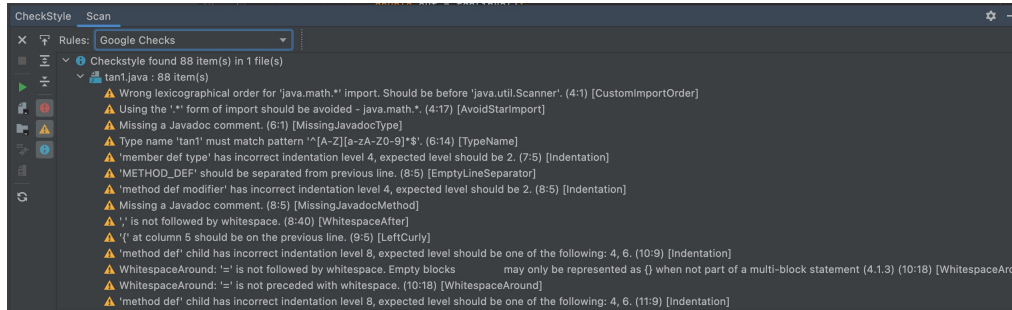 CheckStyle Scan
Rules: Google Checks
Checkstyle found 88 item(s) in 1 file(s)
tan1.java : 88 item(s)
Wrong lexicographical order for 'java.math.*' import. Should be before 'java.util.Scanner'. (4:1) [CustomImportOrder]
Using the '.*' form of import should be avoided - java.math.*. (4:17) [AvoidStarImport]
Missing a Javadoc comment. (6:1) [MissingJavadocType]
Type name 'tan1' must match pattern '^[A-Z][a-zA-Z0-9]*$'. (6:14) [TypeName]
'member def type' has incorrect indentation level 4, expected level should be 2. (7:5) [Indentation]
'METHOD_DEF' should be separated from previous line. (8:5) [EmptyLineSeparator]
'method def modifier' has incorrect indentation level 4, expected level should be 2. (8:5) [Indentation]
Missing a Javadoc comment. (8:5) [MissingJavadocMethod]
',' is not followed by whitespace. (8:40) [WhitespaceAfter]
'{' at column 5 should be on the previous line. (9:5) [LeftCurly]
'method def' child has incorrect indentation level 8, expected level should be one of the following: 4, 6. (10:9) [Indentation]
WhitespaceAround: '=' is not followed by whitespace. Empty blocks may only be represented as {} when not part of a multi-block statement (4.1.3) (10:18) [WhitespaceAro
WhitespaceAround: '=' is not preceded with whitespace. (10:18) [WhitespaceAround]
'method def' child has incorrect indentation level 8, expected level should be one of the following: 4, 6. (11:9) [Indentation]